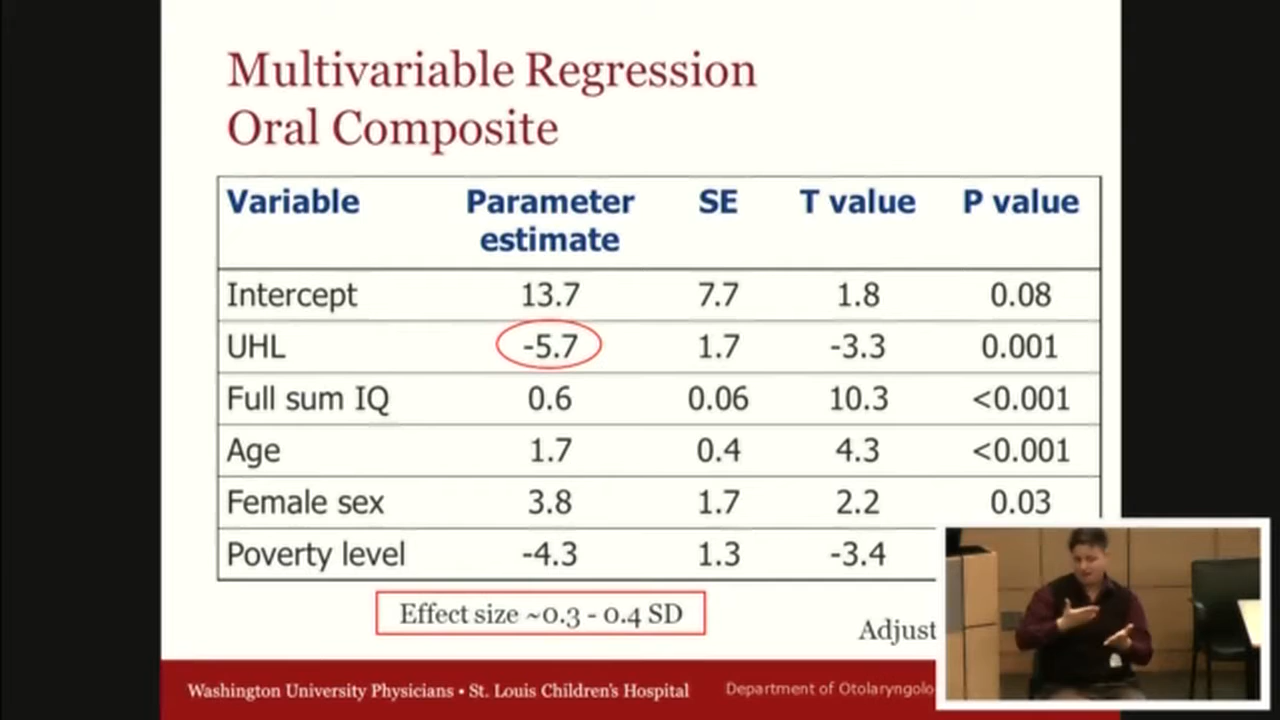 Multivariable Regression
Oral Composite
Variable Parameter estimate SE T value P value
Intercept 13.7 7.7 1.8 0.08
UHL -5.7 1.7 -3.3 0.001
Full sum IQ 0.6 0.06 10.3 <0.001
Age 1.7 0.4 4.3 <0.001
Female sex 3.8 1.7 2.2 0.03
Poverty level -4.3 1.3 -3.4
Effect size ~0.3 - 0.4 SD
Adjust
Washington University Physicians • St. Louis Children's Hospital Department of Otolaryngolo